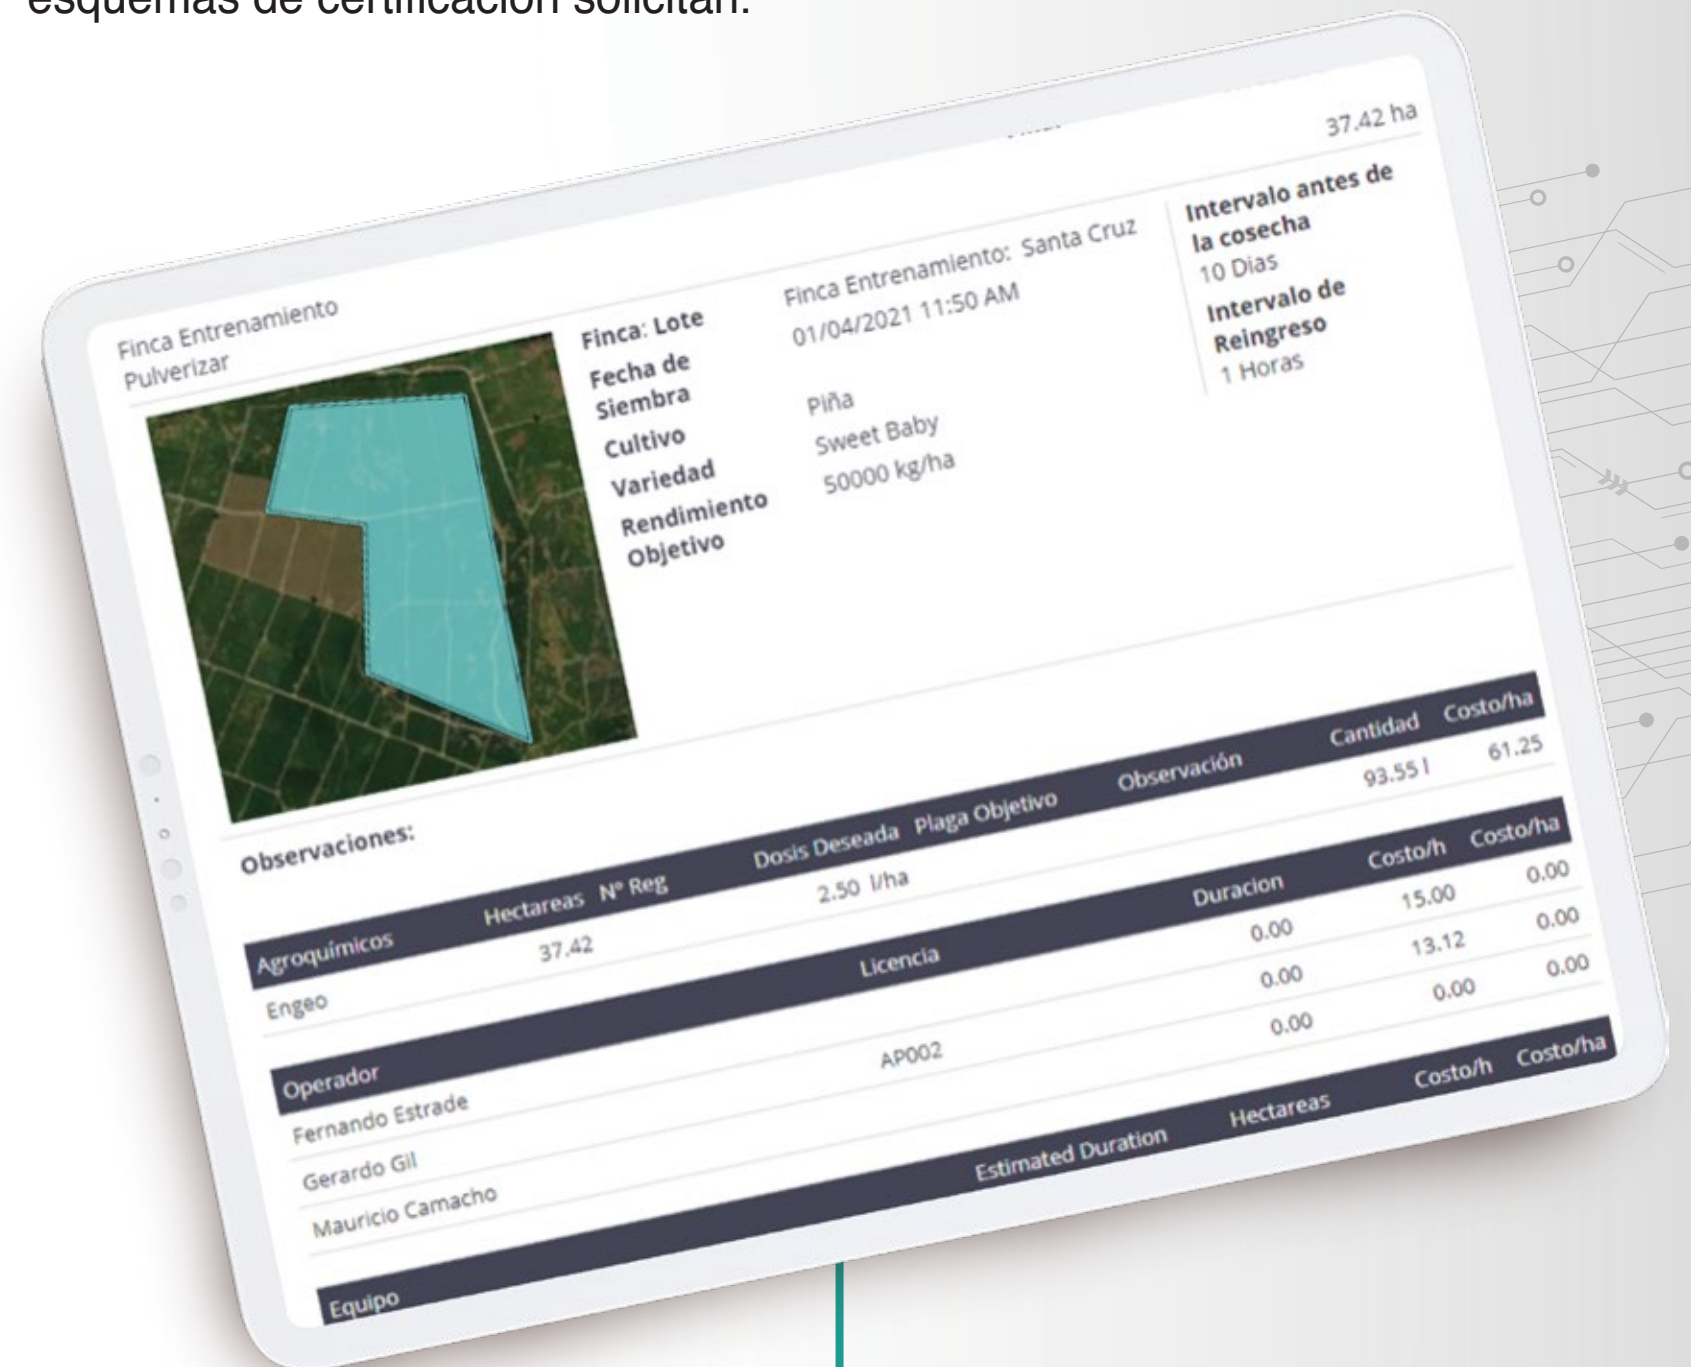 esquemas de certificación solicitan.
37.42 ha
Finca Entrenamiento
Pulverizar
Finca: Lote Finca Entrenamiento: Santa Cruz
Fecha de
Siembra
01/04/2021 11:50 AM
Cultivo Piña
Variedad Sweet Baby
Rendimiento
Objetivo
50000 kg/ha
Intervalo antes de
la cosecha
10 Dias
Intervalo de
Reingreso
1 Horas
Observaciones:
Agroquímicos Hectareas Nº Reg Dosis Deseada Plaga Objetivo Observación Cantidad Costo/ha
Engeo 37.42 2.50 l/ha 93.55 l 61.25
Operador Licencia Duracion Costo/h Costo/ha
Fernando Estrade 0.00 15.00 0.00
Gerardo Gil AP002 0.00 13.12 0.00
Mauricio Camacho 0.00 0.00 0.00
Equipo Estimated Duration Hectareas Costo/h Costo/ha